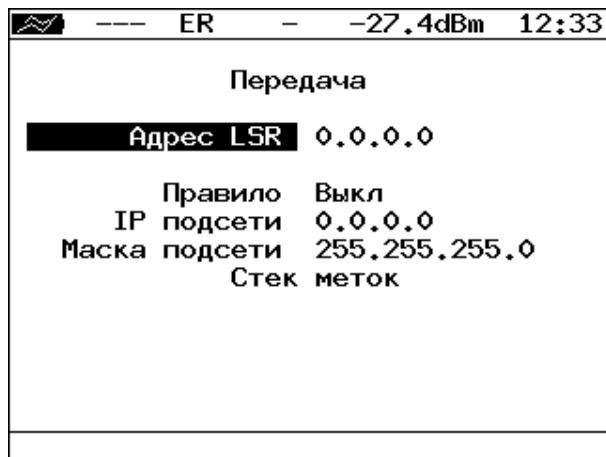 --- ER - -27.4dBm 12:33
Передача
Адрес LSR 0.0.0.0
Правило Выкл
IP подсети 0.0.0.0
Маска подсети 255.255.255.0
Стек меток